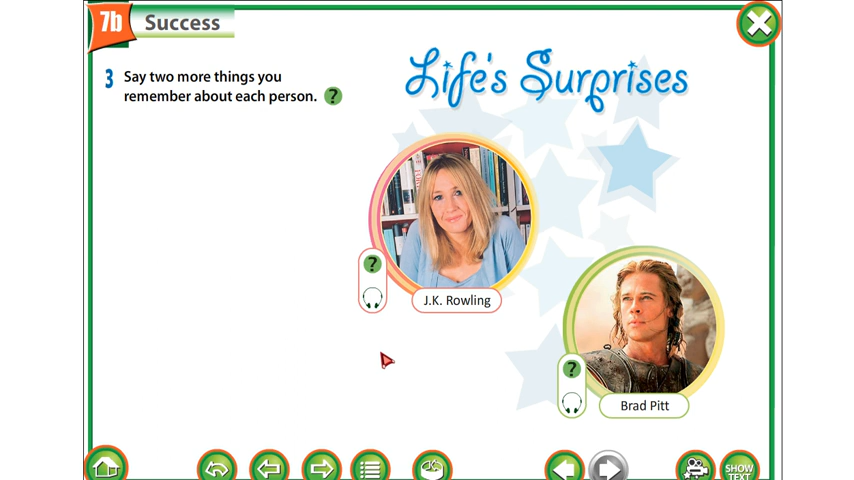 7b Success
3 Say two more things you
remember about each person. ?
Life's Surprises
?
J.K. Rowling
?
Brad Pitt
SHOW
TEXT